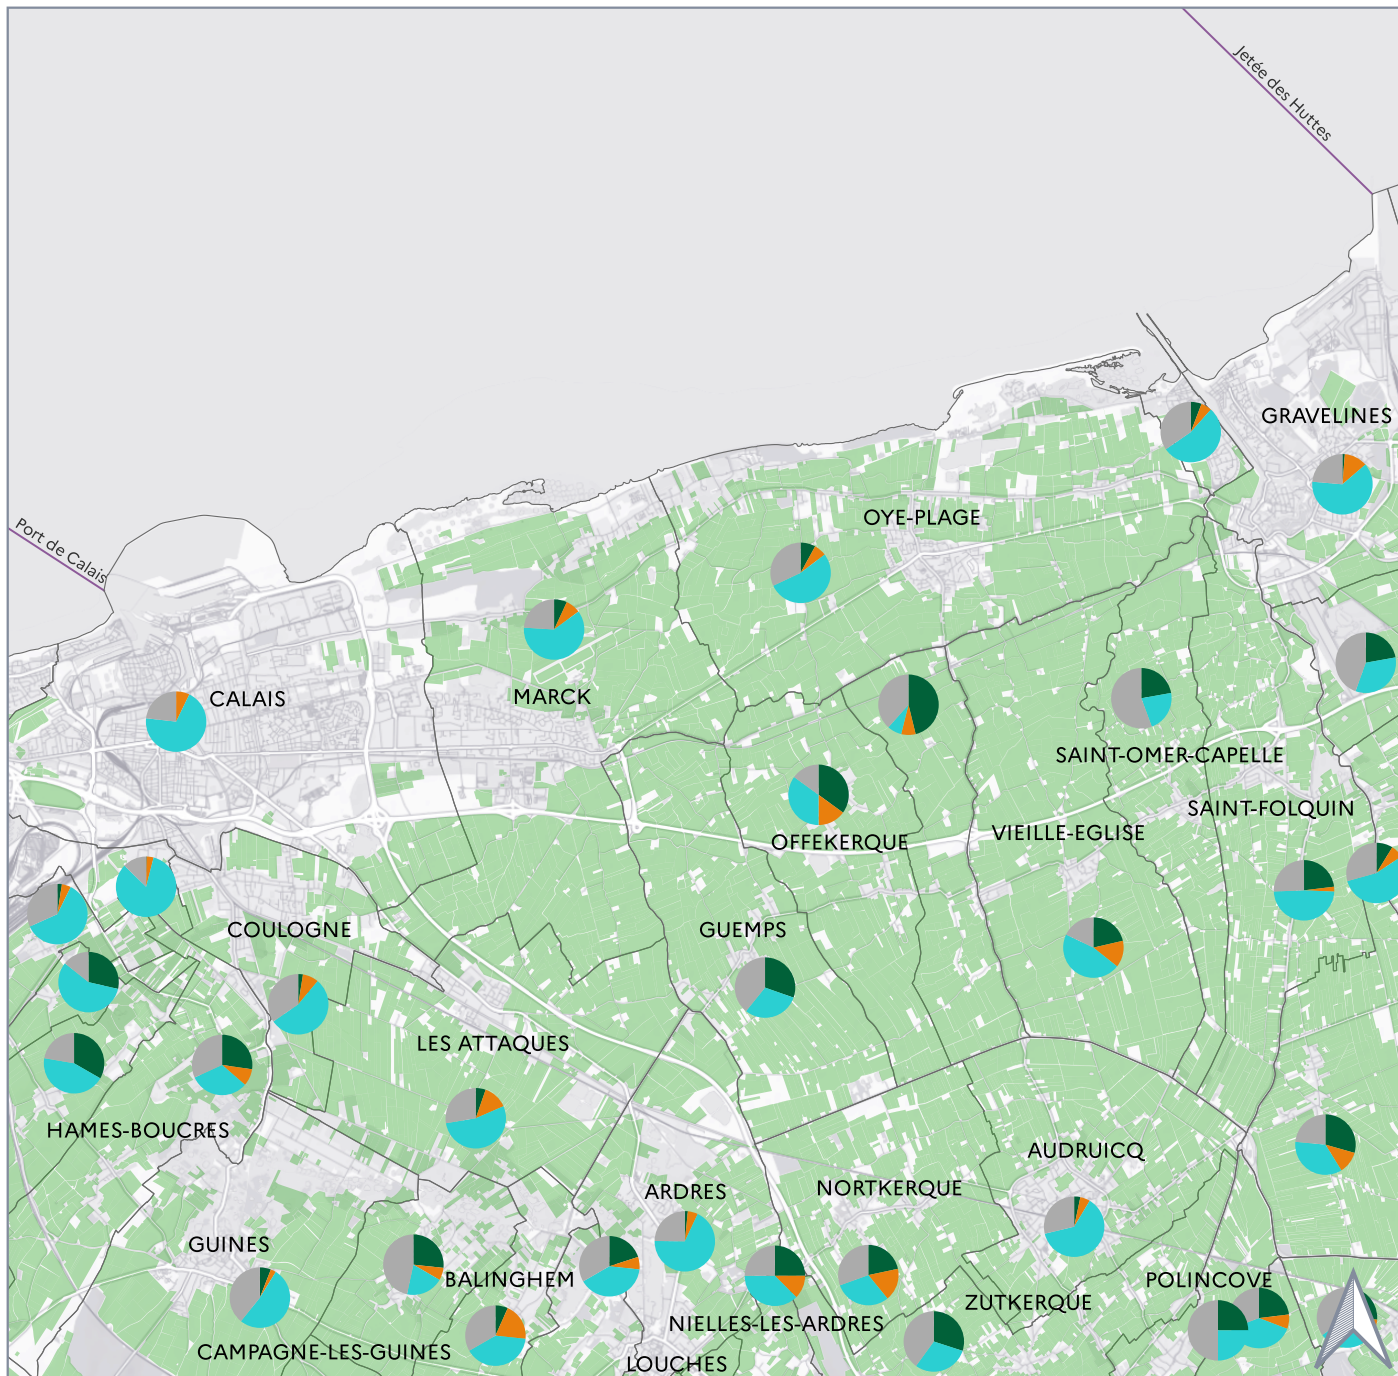 Jetée des Huttes
GRAVELINES
OYE-PLAGE
Port de Calais
CALAIS
MARCK
SAINT-OMER-CAPELLE
SAINT-FOLQUIN
OFFEKERQUE
VIEILLE-EGLISE
COULOGNE
GUEMPS
LES ATTAQUES
HAMES-BOUCRES
AUDRUICQ
ARDRES
NORTKERQUE
GUINES
BALINGHEM
POLINCOVE
ZUTKERQUE
NIELLES-LES-ARDRES
CAMPAGNE-LES-GUINES
LOUCHES